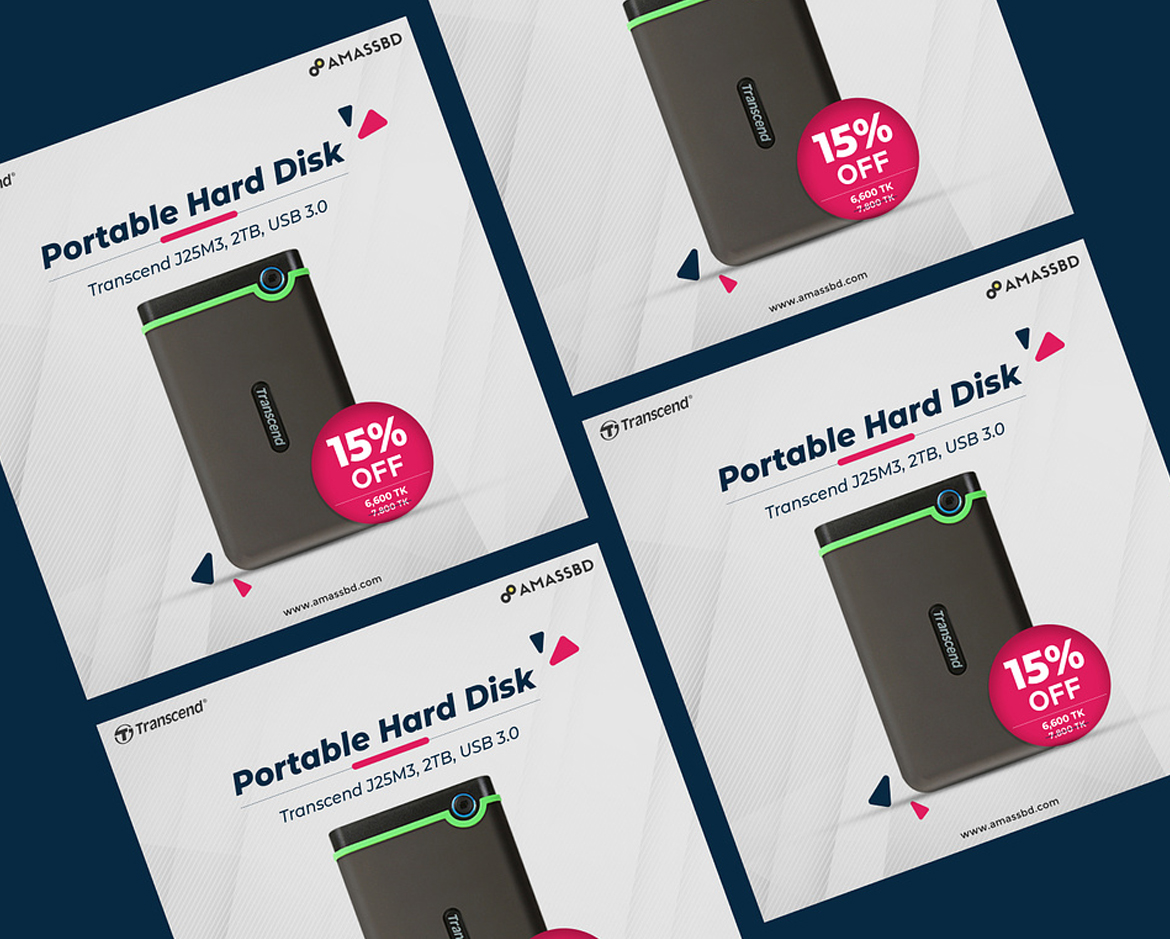 AMASSBD
nd®
Portable Hard Disk
Transcend J25M3, 2TB, USB 3.0
Transcend
15%
OFF
6,600 TK
7,800 TK
www.amassbd.com
Transcend
15%
OFF
6,600 TK
7,800 TK
www.amassbd.com
AMASSBD
Transcend®
Portable Hard Disk
Transcend J25M3, 2TB, USB 3.0
Transcend
15%
OFF
6,600 TK
7,800 TK
www.amassbd.com
AMASSBD
Transcend®
Portable Hard Disk
Transcend J25M3, 2TB, USB 3.0